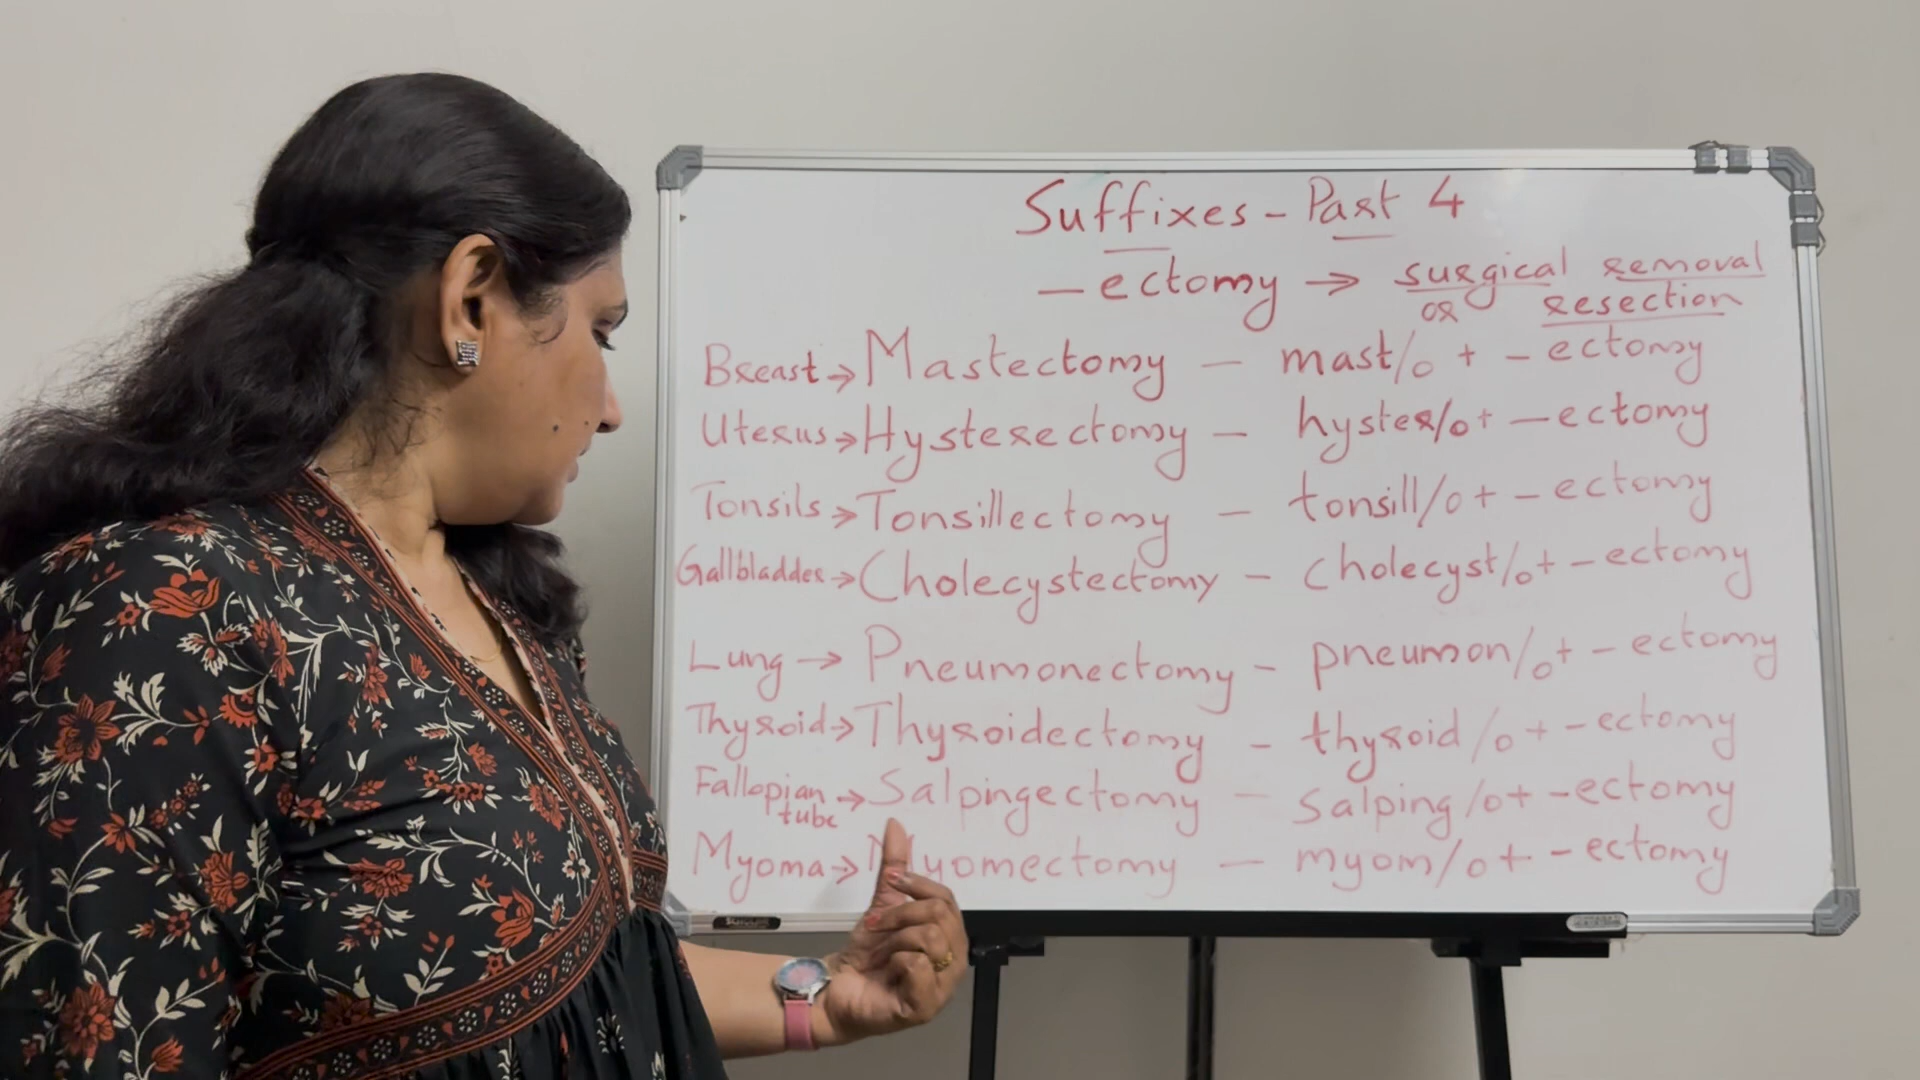 Suffixes - Part 4
- ectomy → surgical removal
or resection
Breast → Mastectomy - mast/o + - ectomy
Uterus → Hysterectomy - hyster/o + - ectomy
Tonsils → Tonsillectomy - tonsill/o + - ectomy
Gallbladder → Cholecystectomy - cholecyst/o + - ectomy
Lung → Pneumonectomy - pneumon/o + - ectomy
Thyroid → Thyroidectomy - thyroid/o + - ectomy
Fallopian tube → Salpingectomy - salping/o + - ectomy
Myoma → Myomectomy - myom/o + - ectomy